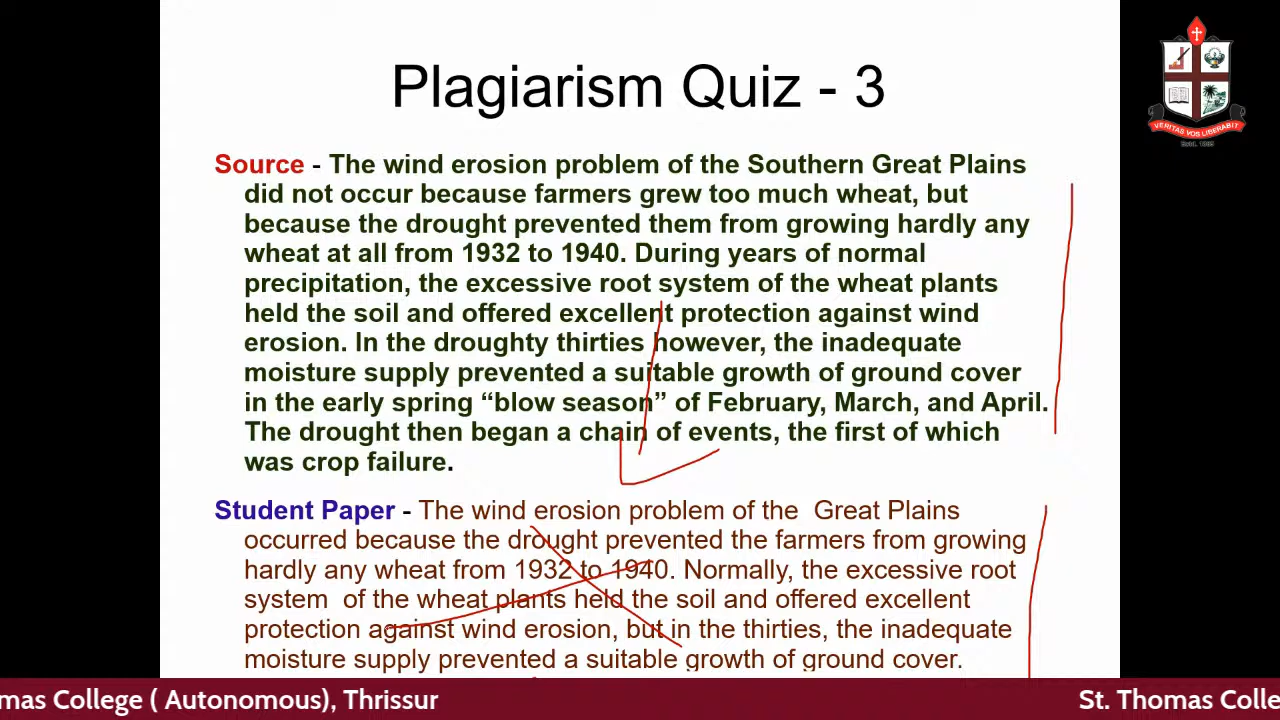 Plagiarism Quiz - 3
VERITAS VOS LIBERABIT
Estd. 1889
Source - The wind erosion problem of the Southern Great Plains
did not occur because farmers grew too much wheat, but
because the drought prevented them from growing hardly any
wheat at all from 1932 to 1940. During years of normal
precipitation, the excessive root system of the wheat plants
held the soil and offered excellent protection against wind
erosion. In the droughty thirties however, the inadequate
moisture supply prevented a suitable growth of ground cover
in the early spring “blow season” of February, March, and April.
The drought then began a chain of events, the first of which
was crop failure.
Student Paper - The wind erosion problem of the Great Plains
occurred because the drought prevented the farmers from growing
hardly any wheat from 1932 to 1940. Normally, the excessive root
system of the wheat plants held the soil and offered excellent
protection against wind erosion, but in the thirties, the inadequate
moisture supply prevented a suitable growth of ground cover.
mas College ( Autonomous), Thrissur
St. Thomas Colle